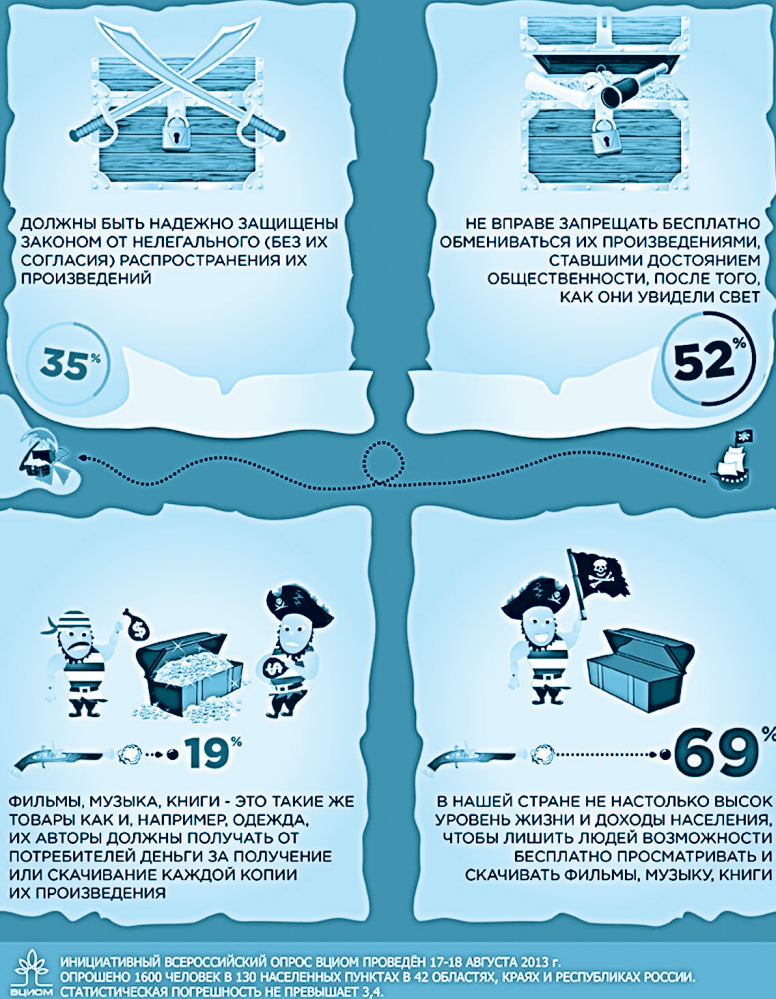 ДОЛЖНЫ БЫТЬ НАДЕЖНО ЗАЩИЩЕНЫ
ЗАКОНОМ ОТ НЕЛЕГАЛЬНОГО (БЕЗ ИХ
СОГЛАСИЯ) РАСПРОСТРАНЕНИЯ ИХ
ПРОИЗВЕДЕНИЙ
35%
НЕ ВПРАВЕ ЗАПРЕЩАТЬ БЕСПЛАТНО
ОБМЕНИВАТЬСЯ ИХ ПРОИЗВЕДЕНИЯМИ,
СТАВШИМИ ДОСТОЯНИЕМ
ОБЩЕСТВЕННОСТИ, ПОСЛЕ ТОГО,
КАК ОНИ УВИДЕЛИ СВЕТ
52%
$
$
19%
ФИЛЬМЫ, МУЗЫКА, КНИГИ - ЭТО ТАКИЕ ЖЕ
ТОВАРЫ КАК И, НАПРИМЕР, ОДЕЖДА,
ИХ АВТОРЫ ДОЛЖНЫ ПОЛУЧАТЬ ОТ
ПОТРЕБИТЕЛЕЙ ДЕНЬГИ ЗА ПОЛУЧЕНИЕ
ИЛИ СКАЧИВАНИЕ КАЖДОЙ КОПИИ
ИХ ПРОИЗВЕДЕНИЯ
69%
В НАШЕЙ СТРАНЕ НЕ НАСТОЛЬКО ВЫСОК
УРОВЕНЬ ЖИЗНИ И ДОХОДЫ НАСЕЛЕНИЯ,
ЧТОБЫ ЛИШИТЬ ЛЮДЕЙ ВОЗМОЖНОСТИ
БЕСПЛАТНО ПРОСМАТРИВАТЬ И
СКАЧИВАТЬ ФИЛЬМЫ, МУЗЫКУ, КНИГИ
ВЦИОМ
ИНИЦИАТИВНЫЙ ВСЕРОССИЙСКИЙ ОПРОС ВЦИОМ ПРОВЕДЁН 17-18 АВГУСТА 2013 г.
ОПРОШЕНО 1600 ЧЕЛОВЕК В 130 НАСЕЛЕННЫХ ПУНКТАХ В 42 ОБЛАСТЯХ, КРАЯХ И РЕСПУБЛИКАХ РОССИИ.
СТАТИСТИЧЕСКАЯ ПОГРЕШНОСТЬ НЕ ПРЕВЫШАЕТ 3,4.